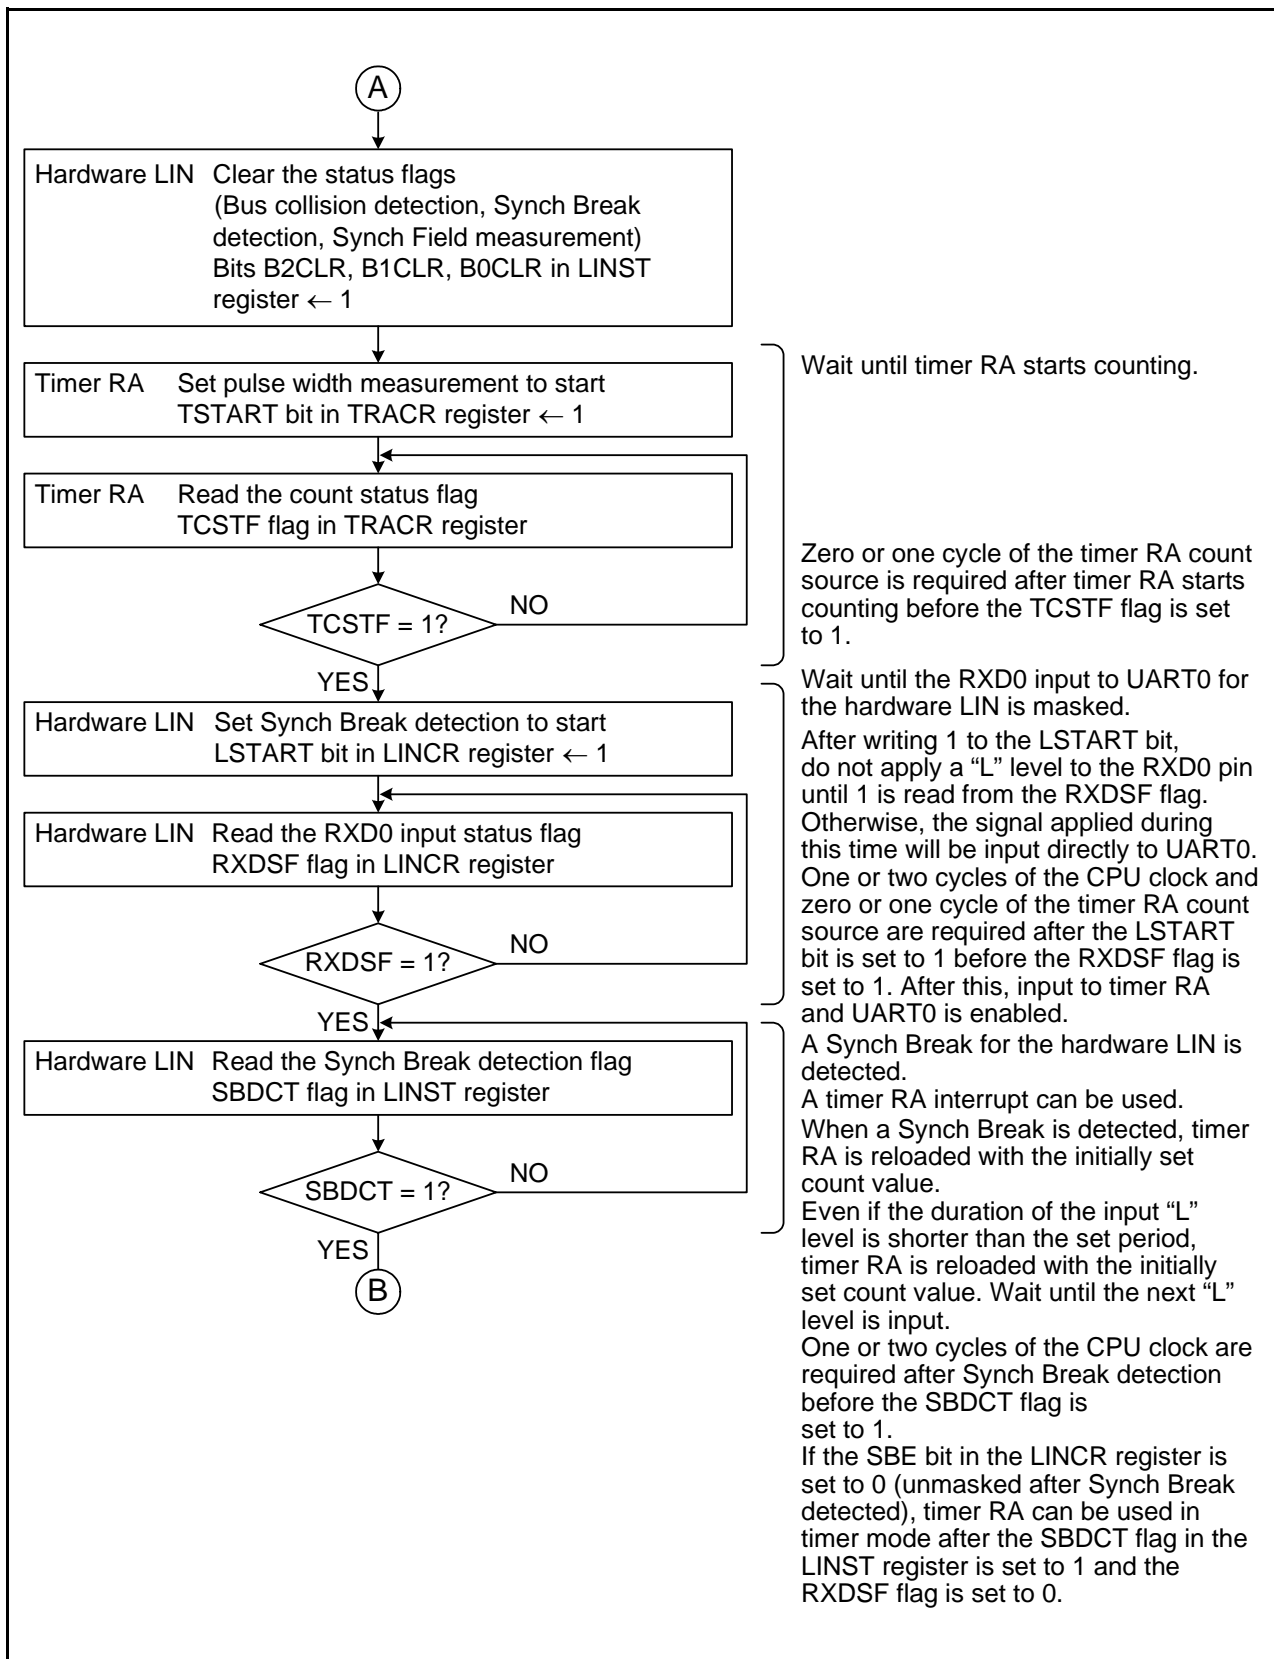 A
Hardware LIN Clear the status flags
(Bus collision detection, Synch Break
detection, Synch Field measurement)
Bits B2CLR, B1CLR, B0CLR in LINST
register ← 1
Timer RA Set pulse width measurement to start
TSTART bit in TRACR register ← 1
Wait until timer RA starts counting.
Timer RA Read the count status flag
TCSTF flag in TRACR register
TCSTF = 1?
NO
YES
Zero or one cycle of the timer RA count
source is required after timer RA starts
counting before the TCSTF flag is set
to 1.
Hardware LIN Set Synch Break detection to start
LSTART bit in LINCR register ← 1
Hardware LIN Read the RXD0 input status flag
RXDSF flag in LINCR register
RXDSF = 1?
NO
YES
Wait until the RXD0 input to UART0 for
the hardware LIN is masked.
After writing 1 to the LSTART bit,
do not apply a “L” level to the RXD0 pin
until 1 is read from the RXDSF flag.
Otherwise, the signal applied during
this time will be input directly to UART0.
One or two cycles of the CPU clock and
zero or one cycle of the timer RA count
source are required after the LSTART
bit is set to 1 before the RXDSF flag is
set to 1. After this, input to timer RA
and UART0 is enabled.
Hardware LIN Read the Synch Break detection flag
SBDCT flag in LINST register
SBDCT = 1?
NO
YES
B
A Synch Break for the hardware LIN is
detected.
A timer RA interrupt can be used.
When a Synch Break is detected, timer
RA is reloaded with the initially set
count value.
Even if the duration of the input “L”
level is shorter than the set period,
timer RA is reloaded with the initially
set count value. Wait until the next “L”
level is input.
One or two cycles of the CPU clock are
required after Synch Break detection
before the SBDCT flag is
set to 1.
If the SBE bit in the LINCR register is
set to 0 (unmasked after Synch Break
detected), timer RA can be used in
timer mode after the SBDCT flag in the
LINST register is set to 1 and the
RXDSF flag is set to 0.